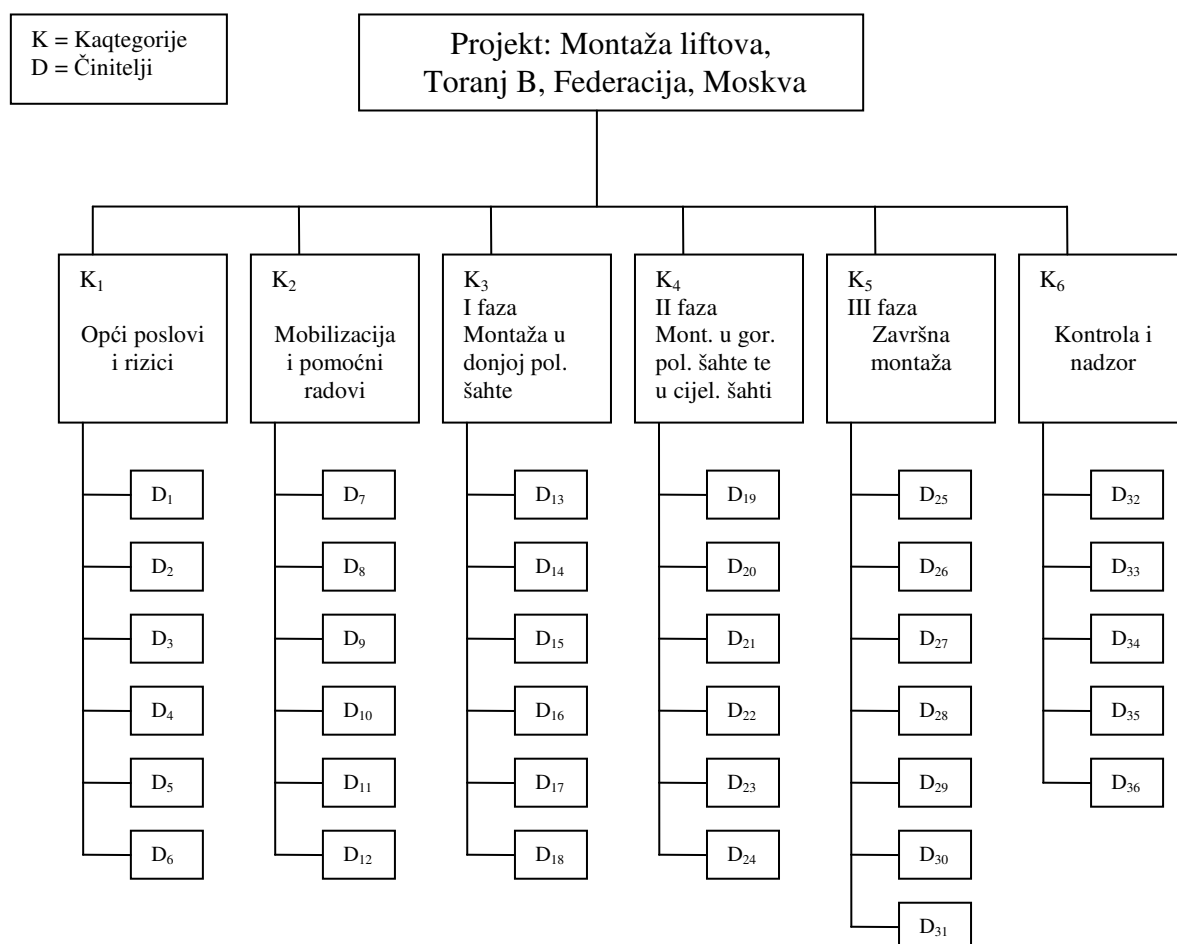 K = Kaqtegorije
D = Činitelji
Projekt: Montaža liftova,
Toranj B, Federacija, Moskva
K₁
Opći poslovi
i rizici
K₂
Mobilizacija
i pomoćni
radovi
K₃
I faza
Montaža u
donjoj pol.
šahte
K₄
II faza
Mont. u gor.
pol. šahte te
u cijel. šahti
K₅
III faza
Završna
montaža
K₆
Kontrola i
nadzor
D₁
D₂
D₃
D₄
D₅
D₆
D₇
D₈
D₉
D₁₀
D₁₁
D₁₂
D₁₃
D₁₄
D₁₅
D₁₆
D₁₇
D₁₈
D₁₉
D₂₀
D₂₁
D₂₂
D₂₃
D₂₄
D₂₅
D₂₆
D₂₇
D₂₈
D₂₉
D₃₀
D₃₁
D₃₂
D₃₃
D₃₄
D₃₅
D₃₆